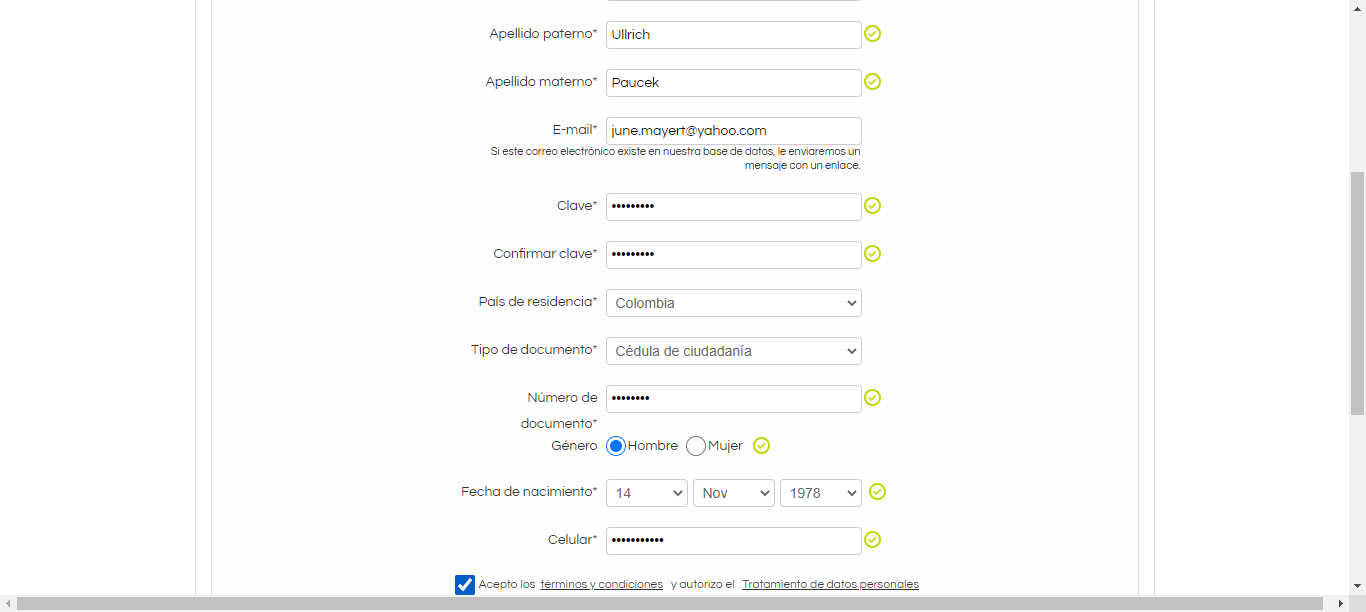 Apellido paterno* Ullrich
Apellido materno* Paucek
E-mail* june.mayert@yahoo.com
Si este correo electrónico existe en nuestra base de datos, le enviaremos un
mensaje con un enlace.
Clave* •••••••••
Confirmar clave* •••••••••
País de residencia* Colombia
Tipo de documento* Cédula de ciudadanía
Número de documento* ••••••••
Género Hombre Mujer
Fecha de nacimiento* 14 Nov 1978
Celular* •••••••••••
Acepto los términos y condiciones y autorizo el Tratamiento de datos personales